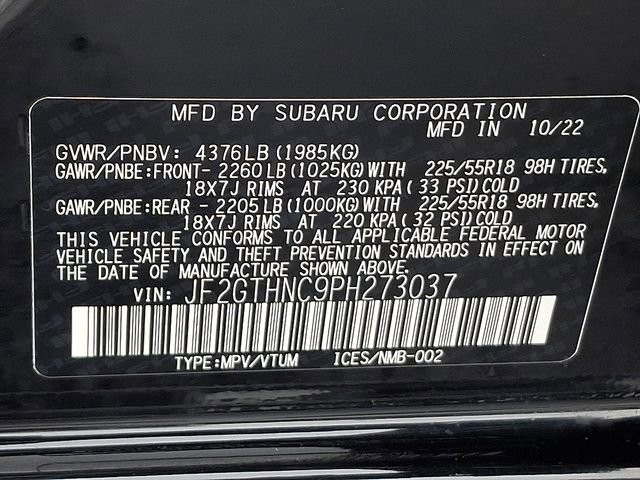 MFD BY SUBARU CORPORATION
MFD IN 10/22
GVWR/PNBV: 4376LB (1985KG)
GAWR/PNBE:FRONT- 2260LB (1025KG)WITH 225/55R18 98H TIRES,
18X7J RIMS AT 230 KPA( 33 PSI)COLD
GAWR/PNBE:REAR - 2205LB (1000KG)WITH 225/55R18 98H TIRES,
18X7J RIMS AT 220 KPA( 32 PSI)COLD
THIS VEHICLE CONFORMS TO ALL APPLICABLE FEDERAL MOTOR
VEHICLE SAFETY AND THEFT PREVENTION STANDARDS IN EFFECT ON
THE DATE OF MANUFACTURE SHOWN ABOVE.
VIN: JF2GTHNC9PH273037
TYPE:MPV/VTUM ICES/NMB-002